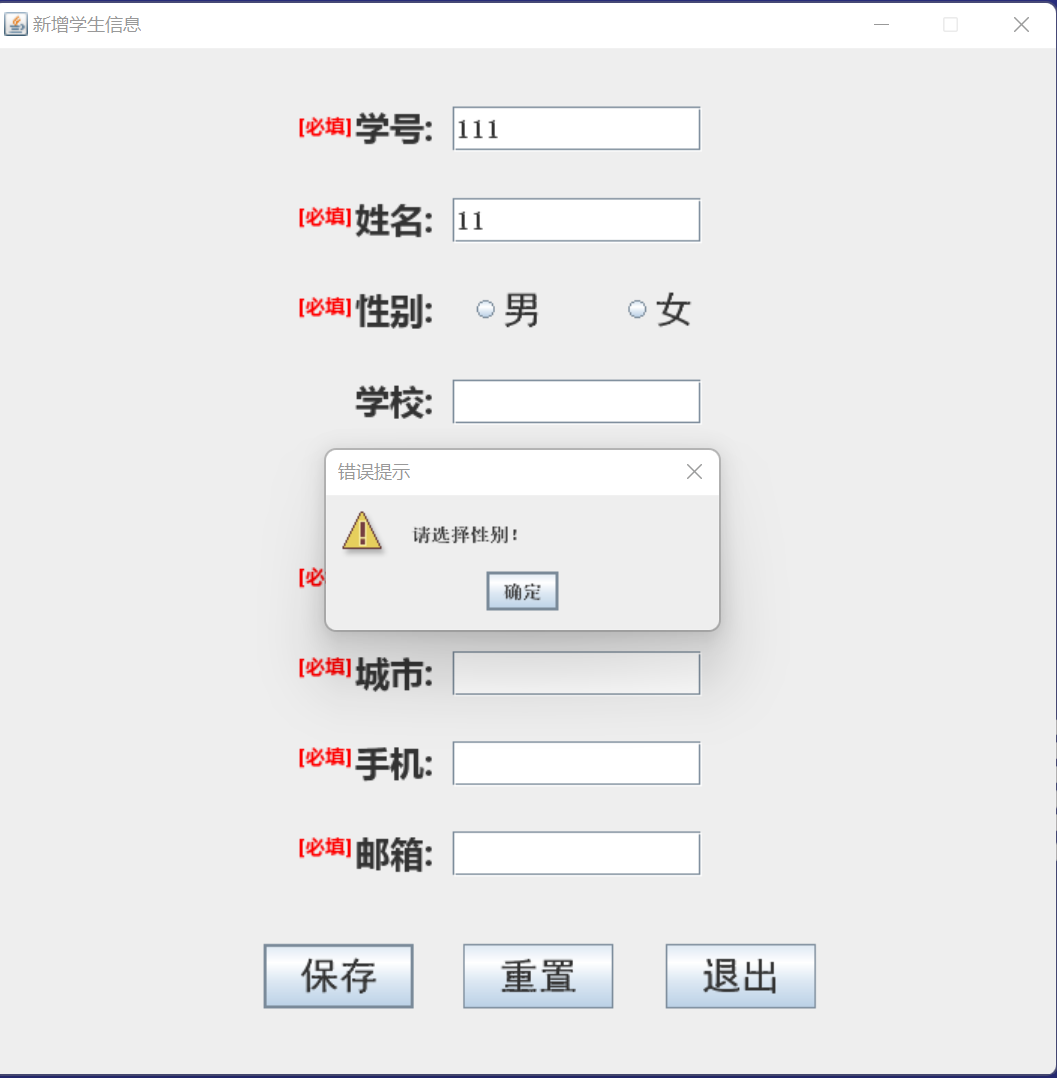 新增学生信息
[必填] 学号: 111
[必填] 姓名: 11
[必填] 性别: 男 女
学校:
错误提示
请选择性别！
[必
确定
[必填] 城市:
[必填] 手机:
[必填] 邮箱:
保存 重置 退出